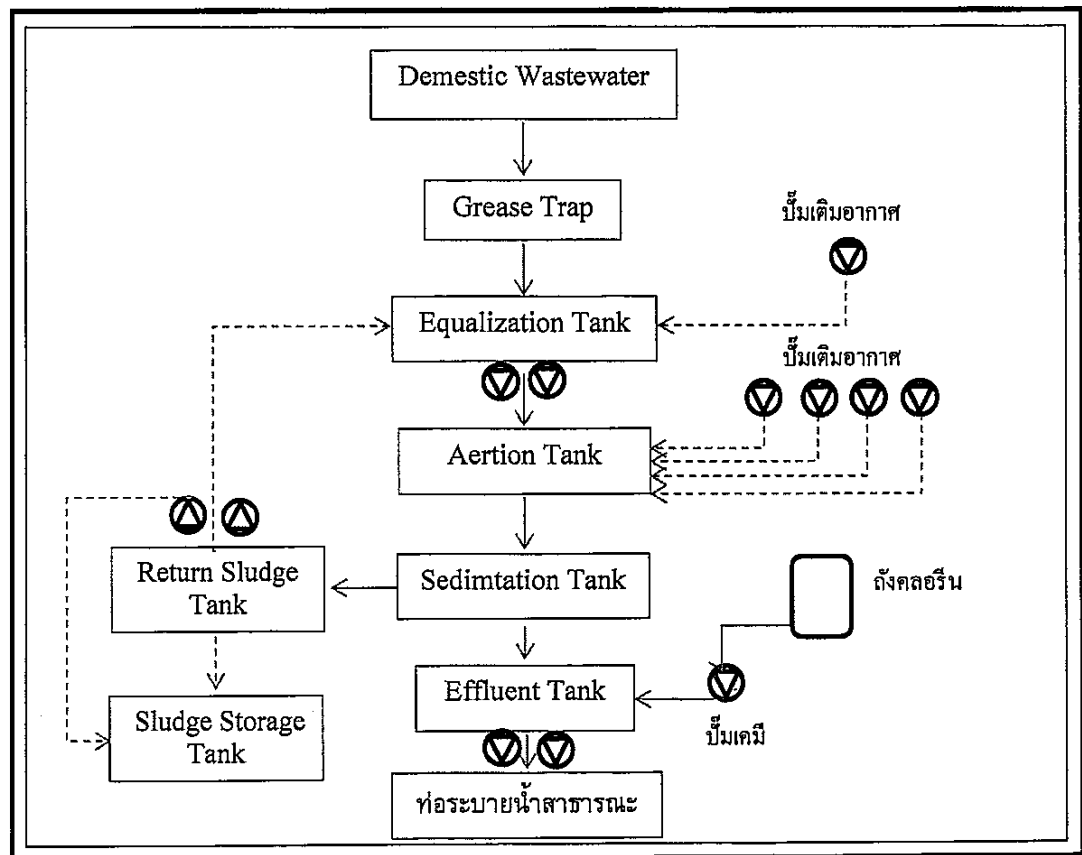 Demestic Wastewater
Grease Trap
ปั๊มเติมอากาศ
Equalization Tank
ปั๊มเติมอากาศ
Aertion Tank
Return Sludge
Tank
Sedimtation Tank
ถังคลอรีน
Effluent Tank
Sludge Storage
Tank
ปั๊มเคมี
ท่อระบายน้ำสาธารณะ